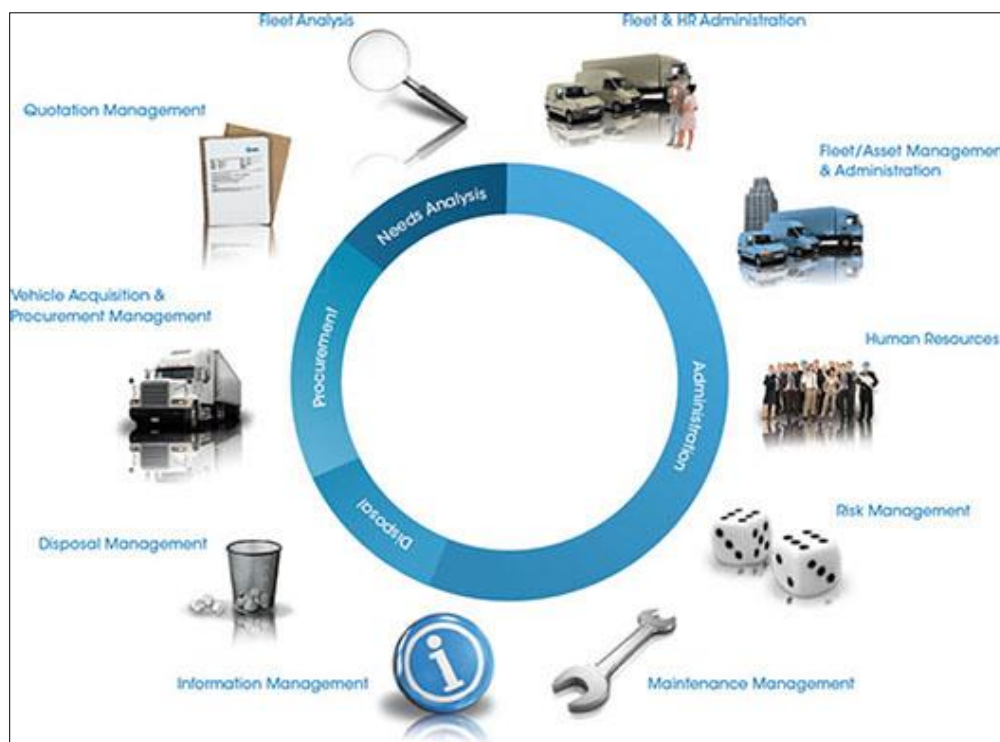 Fleet Analysis
Fleet & HR Administration
Quotation Management
Fleet/Asset Management
& Administration
Needs Analysis
Vehicle Acquisition &
Procurement Management
Procurement
Human Resources
Administration
Risk Management
Disposal
Disposal Management
Information Management
Maintenance Management